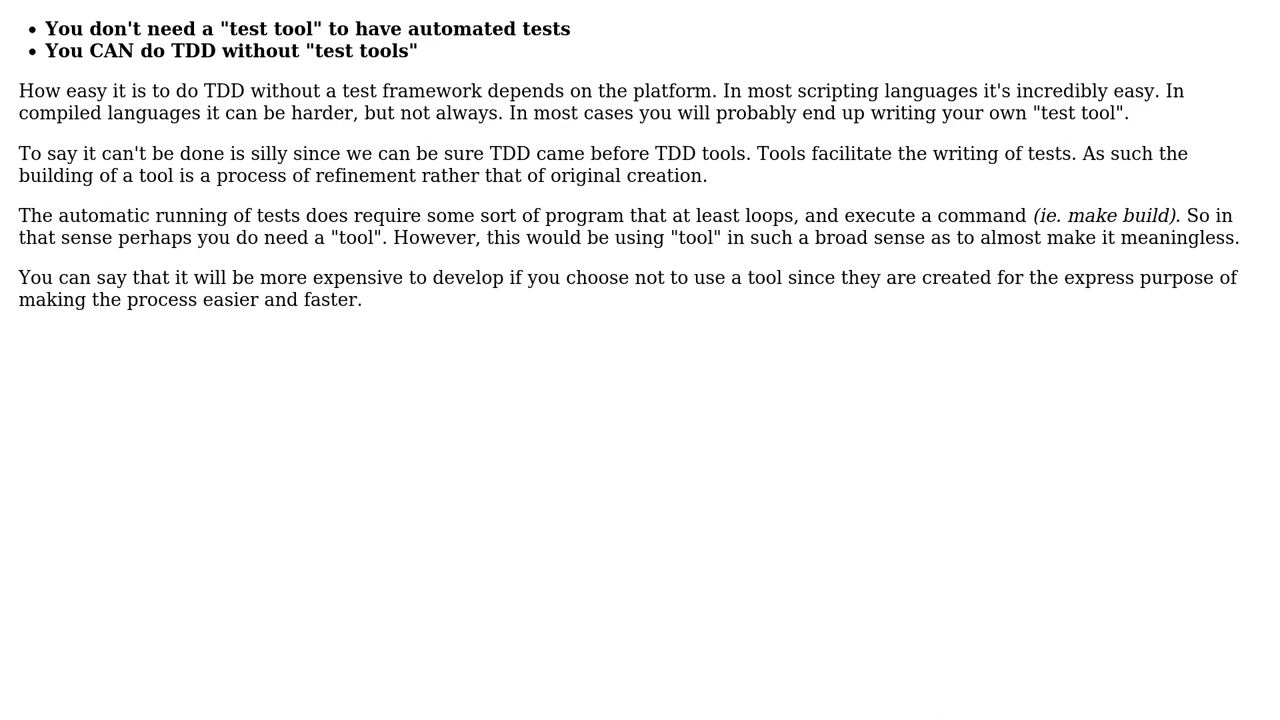 • You don't need a "test tool" to have automated tests
• You CAN do TDD without "test tools"
How easy it is to do TDD without a test framework depends on the platform. In most scripting languages it's incredibly easy. In
compiled languages it can be harder, but not always. In most cases you will probably end up writing your own "test tool".
To say it can't be done is silly since we can be sure TDD came before TDD tools. Tools facilitate the writing of tests. As such the
building of a tool is a process of refinement rather that of original creation.
The automatic running of tests does require some sort of program that at least loops, and execute a command (ie. make build). So in
that sense perhaps you do need a "tool". However, this would be using "tool" in such a broad sense as to almost make it meaningless.
You can say that it will be more expensive to develop if you choose not to use a tool since they are created for the express purpose of
making the process easier and faster.